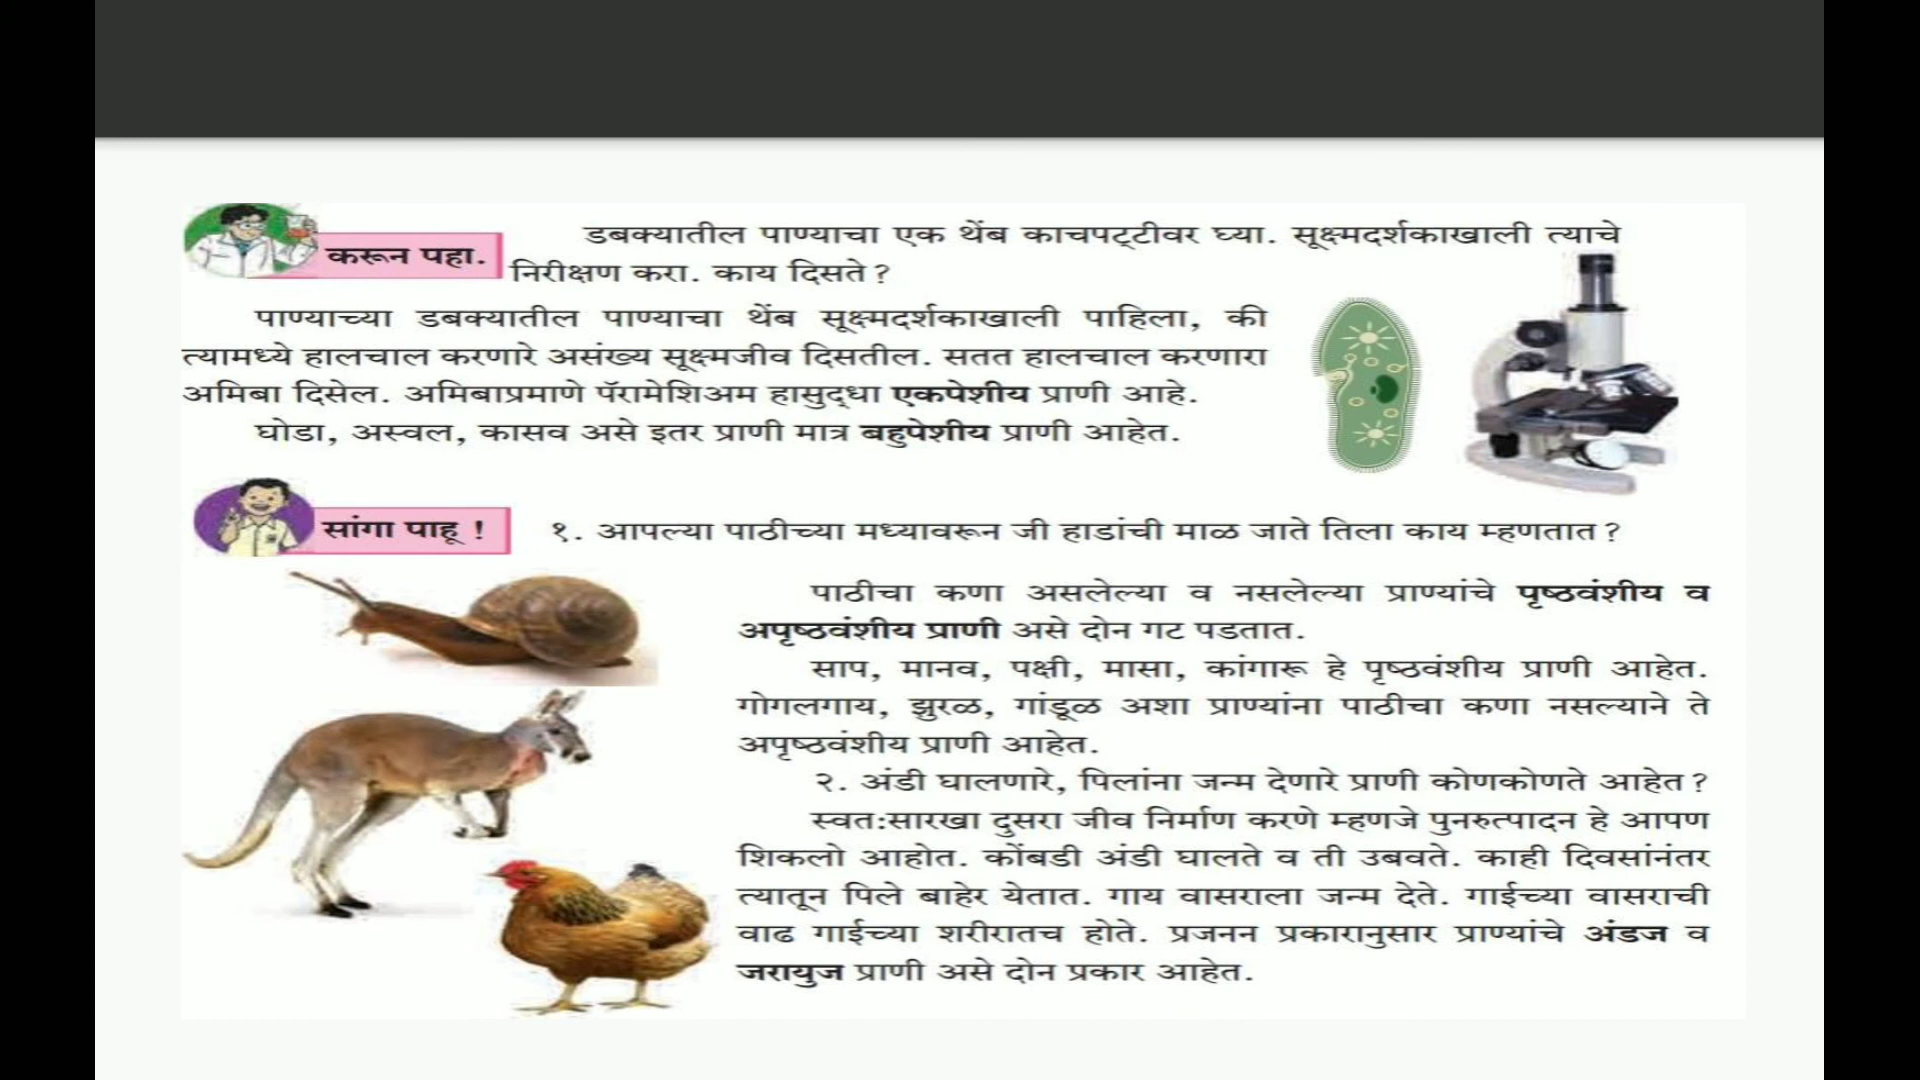 करून पहा.
डबक्यातील पाण्याचा एक थेंब काचपट्टीवर घ्या. सूक्ष्मदर्शकाखाली त्याचे
निरीक्षण करा. काय दिसते ?
पाण्याच्या डबक्यातील पाण्याचा थेंब सूक्ष्मदर्शकाखाली पाहिला, की
त्यामध्ये हालचाल करणारे असंख्य सूक्ष्मजीव दिसतील. सतत हालचाल करणारा
अमिबा दिसेल. अमिबाप्रमाणे पॅरामेशिअम हासुद्धा एकपेशीय प्राणी आहे.
घोडा, अस्वल, कासव असे इतर प्राणी मात्र बहुपेशीय प्राणी आहेत.
सांगा पाहू !
१. आपल्या पाठीच्या मध्यावरून जी हाडांची माळ जाते तिला काय म्हणतात ?
पाठीचा कणा असलेल्या व नसलेल्या प्राण्यांचे पृष्ठवंशीय व
अपृष्ठवंशीय प्राणी असे दोन गट पडतात.
साप, मानव, पक्षी, मासा, कांगारू हे पृष्ठवंशीय प्राणी आहेत.
गोगलगाय, झुरळ, गांडूळ अशा प्राण्यांना पाठीचा कणा नसल्याने ते
अपृष्ठवंशीय प्राणी आहेत.
२. अंडी घालणारे, पिलांना जन्म देणारे प्राणी कोणकोणते आहेत ?
स्वतःसारखा दुसरा जीव निर्माण करणे म्हणजे पुनरुत्पादन हे आपण
शिकलो आहोत. कोंबडी अंडी घालते व ती उबवते. काही दिवसांनंतर
त्यातून पिले बाहेर येतात. गाय वासराला जन्म देते. गाईच्या वासराची
वाढ गाईच्या शरीरातच होते. प्रजनन प्रकारानुसार प्राण्यांचे अंडज व
जरायुज प्राणी असे दोन प्रकार आहेत.